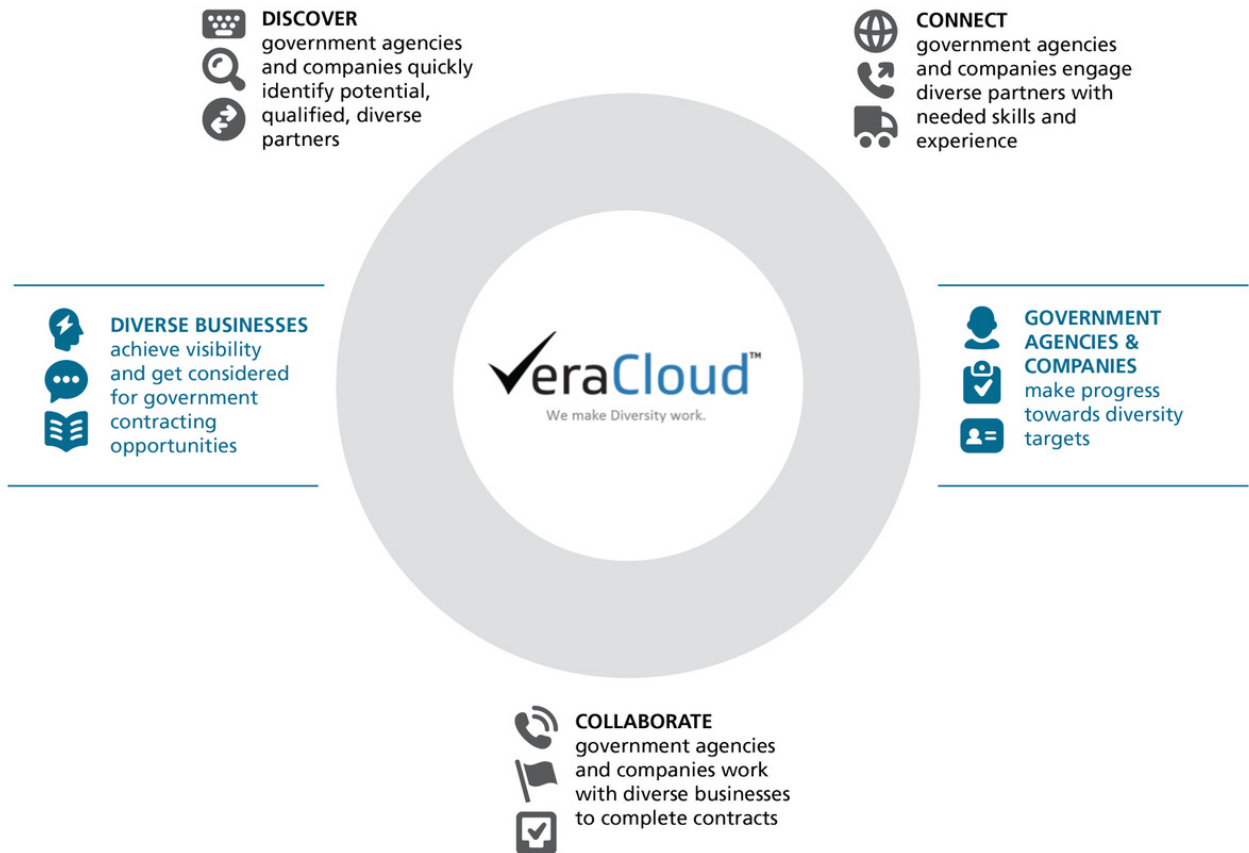 DISCOVER
government agencies
and companies quickly
identify potential,
qualified, diverse
partners
CONNECT
government agencies
and companies engage
diverse partners with
needed skills and
experience
DIVERSE BUSINESSES
achieve visibility
and get considered
for government
contracting
opportunities
VeraCloud™
We make Diversity work.
GOVERNMENT
AGENCIES &
COMPANIES
make progress
towards diversity
targets
COLLABORATE
government agencies
and companies work
with diverse businesses
to complete contracts